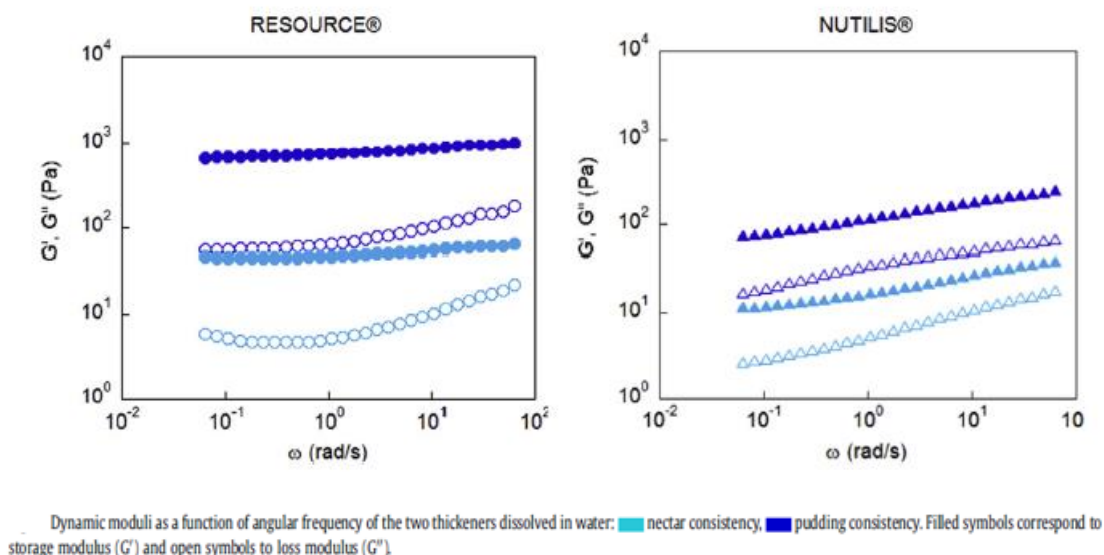 RESOURCE®
NUTILIS®
10⁴
10³
10²
10¹
10⁰
G', G'' (Pa)
10⁻²
10⁻¹
10⁰
10¹
10²
ω (rad/s)
10⁴
10³
10²
10¹
10⁰
G', G'' (Pa)
10⁻²
10⁻¹
10⁰
10¹
10
ω (rad/s)
Dynamic moduli as a function of angular frequency of the two thickeners dissolved in water: nectar consistency, pudding consistency. Filled symbols correspond to
storage modulus (G') and open symbols to loss modulus (G'').